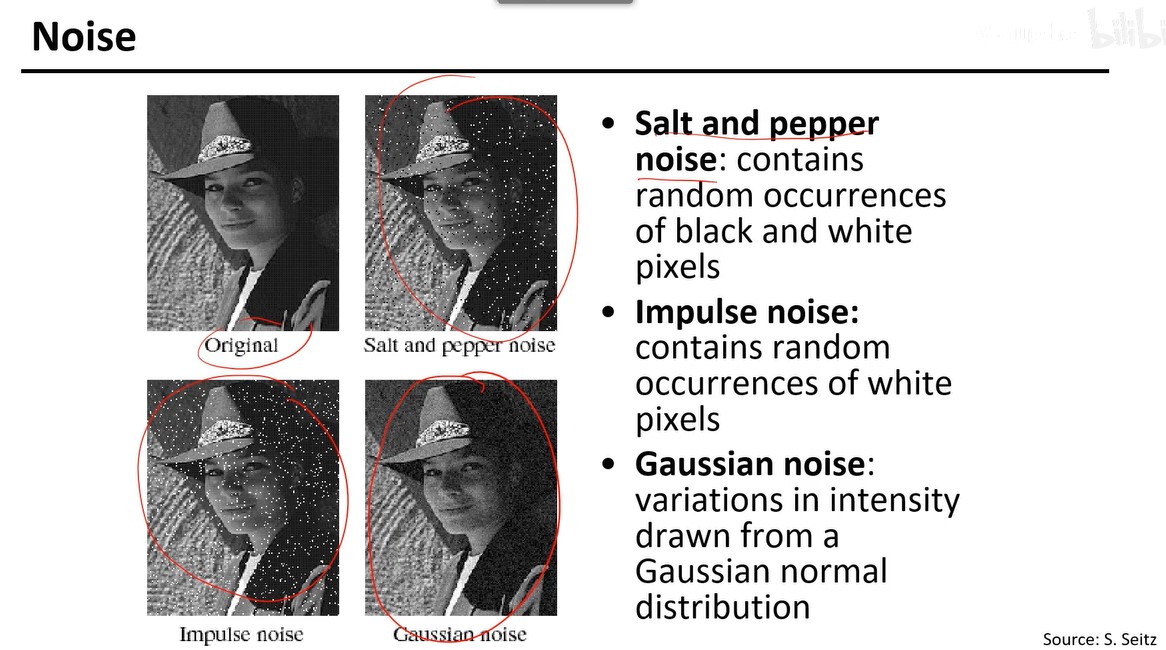 Noise
Original
Salt and pepper noise
Impulse noise
Gaussian noise
• Salt and pepper
noise: contains
random occurrences
of black and white
pixels
• Impulse noise:
contains random
occurrences of white
pixels
• Gaussian noise:
variations in intensity
drawn from a
Gaussian normal
distribution
Source: S. Seitz